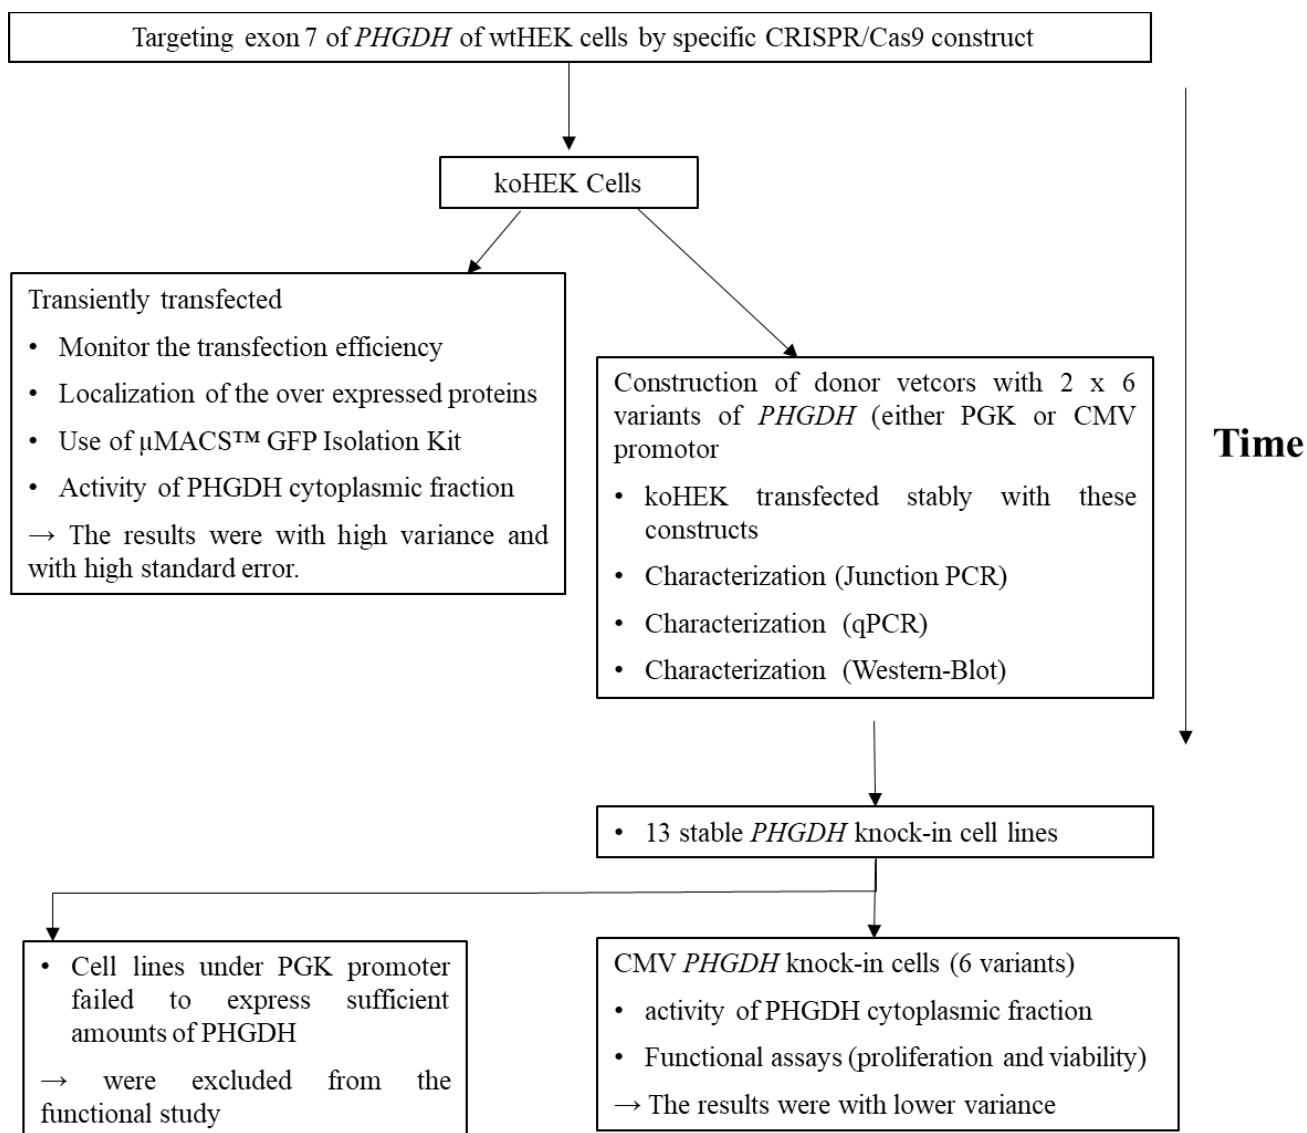 Targeting exon 7 of PHGDH of wtHEK cells by specific CRISPR/Cas9 construct
koHEK Cells
Transiently transfected
• Monitor the transfection efficiency
• Localization of the over expressed proteins
• Use of µMACS™ GFP Isolation Kit
• Activity of PHGDH cytoplasmic fraction
→ The results were with high variance and
with high standard error.
Construction of donor vetcors with 2 x 6
variants of PHGDH (either PGK or CMV
promotor
• koHEK transfected stably with these
constructs
• Characterization (Junction PCR)
• Characterization (qPCR)
• Characterization (Western-Blot)
Time
• 13 stable PHGDH knock-in cell lines
• Cell lines under PGK promoter
failed to express sufficient
amounts of PHGDH
→ were excluded from the
functional study
CMV PHGDH knock-in cells (6 variants)
• activity of PHGDH cytoplasmic fraction
• Functional assays (proliferation and viability)
→ The results were with lower variance